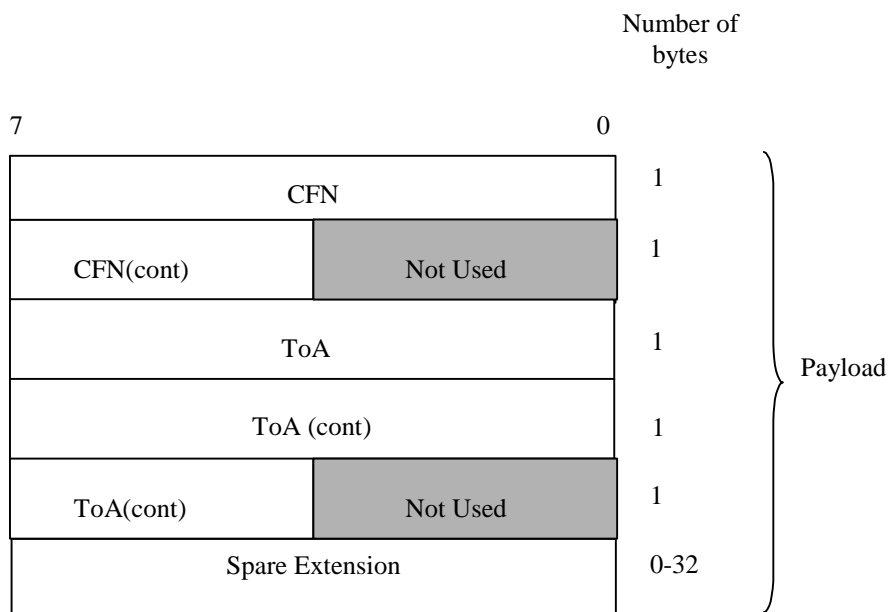 Number of
bytes
7 0
CFN 1
CFN(cont) Not Used 1
ToA 1
Payload
ToA (cont) 1
ToA(cont) Not Used 1
Spare Extension 0-32